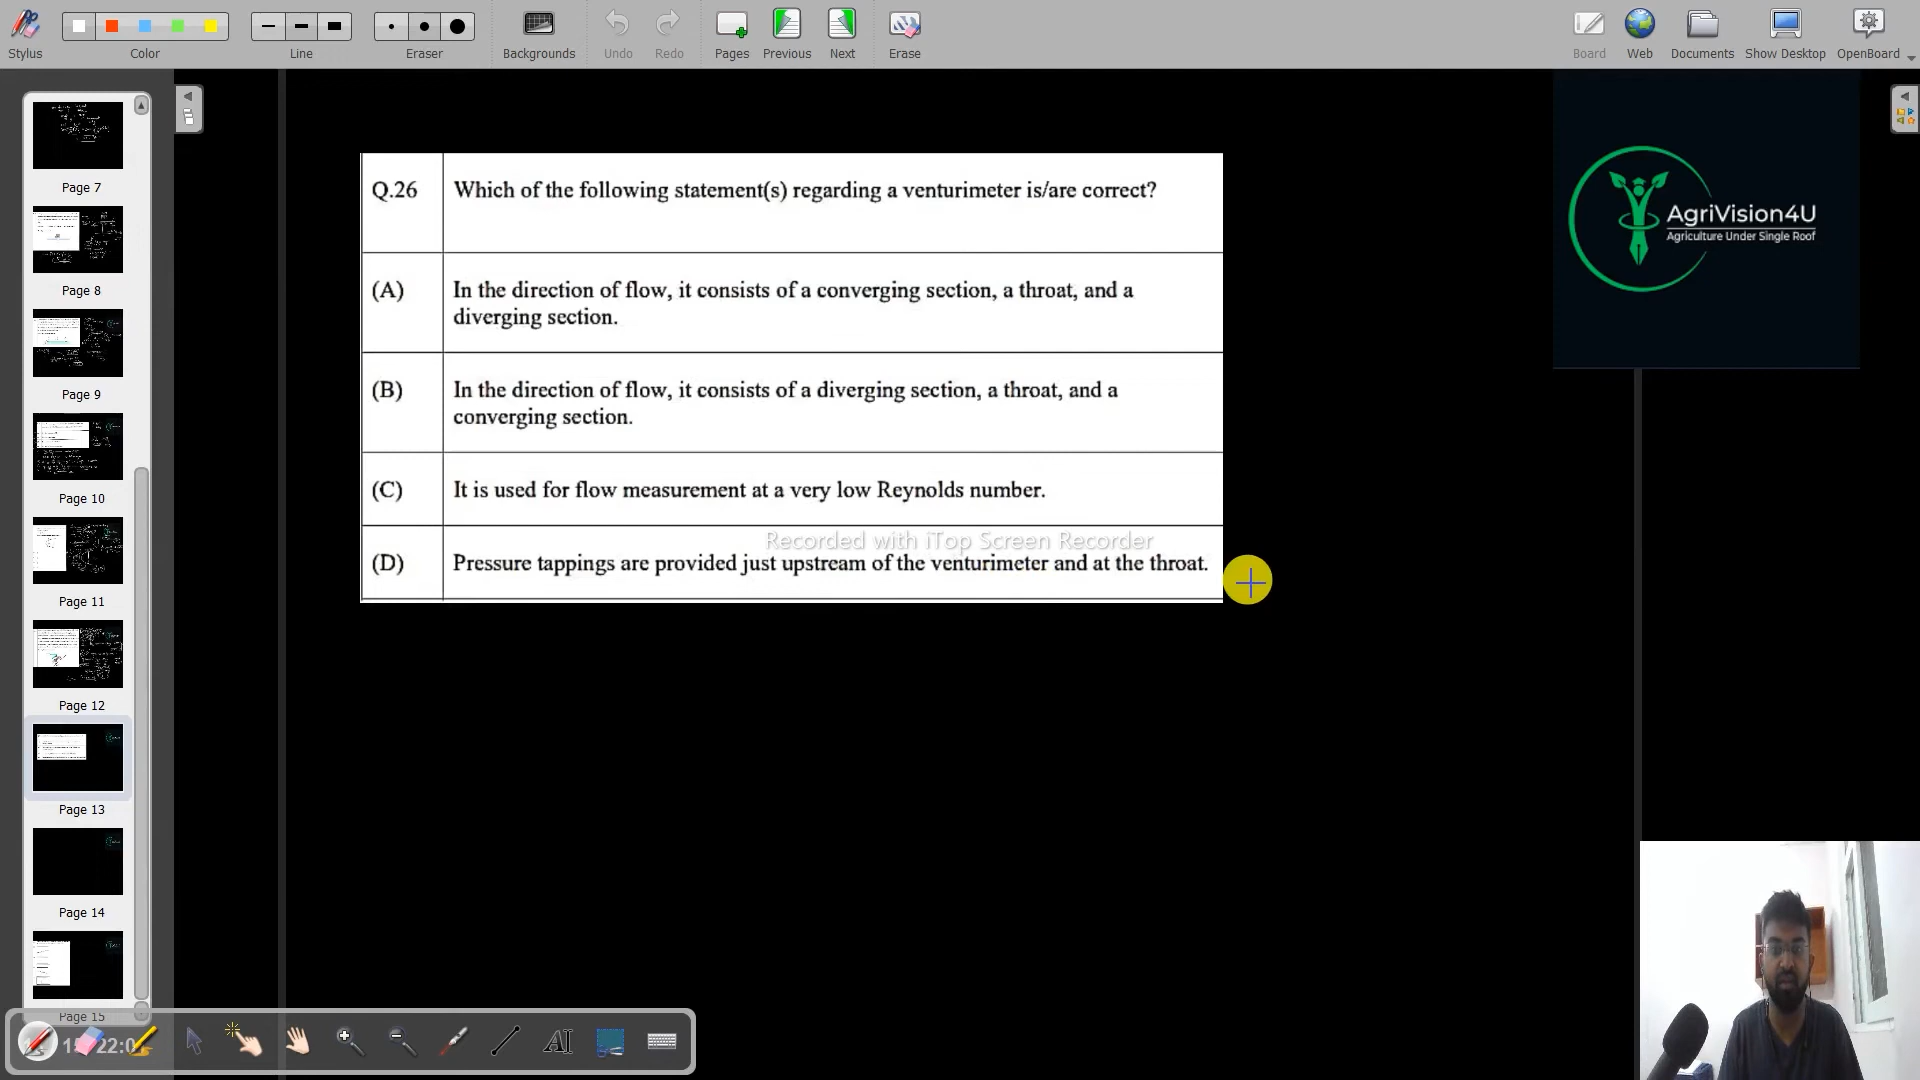 Stylus
Color
Line
Eraser
Backgrounds
Undo
Redo
Pages
Previous
Next
Erase
Board
Web
Documents
Show Desktop
OpenBoard
Page 7
Page 8
Page 9
Page 10
Page 11
Page 12
Page 13
Page 14
Page 15
Q.26 Which of the following statement(s) regarding a venturimeter is/are correct?
(A) In the direction of flow, it consists of a converging section, a throat, and a
diverging section.
(B) In the direction of flow, it consists of a diverging section, a throat, and a
converging section.
(C) It is used for flow measurement at a very low Reynolds number.
Recorded with iTop Screen Recorder
(D) Pressure tappings are provided just upstream of the venturimeter and at the throat.
AgriVision4U
Agriculture Under Single Roof
AI